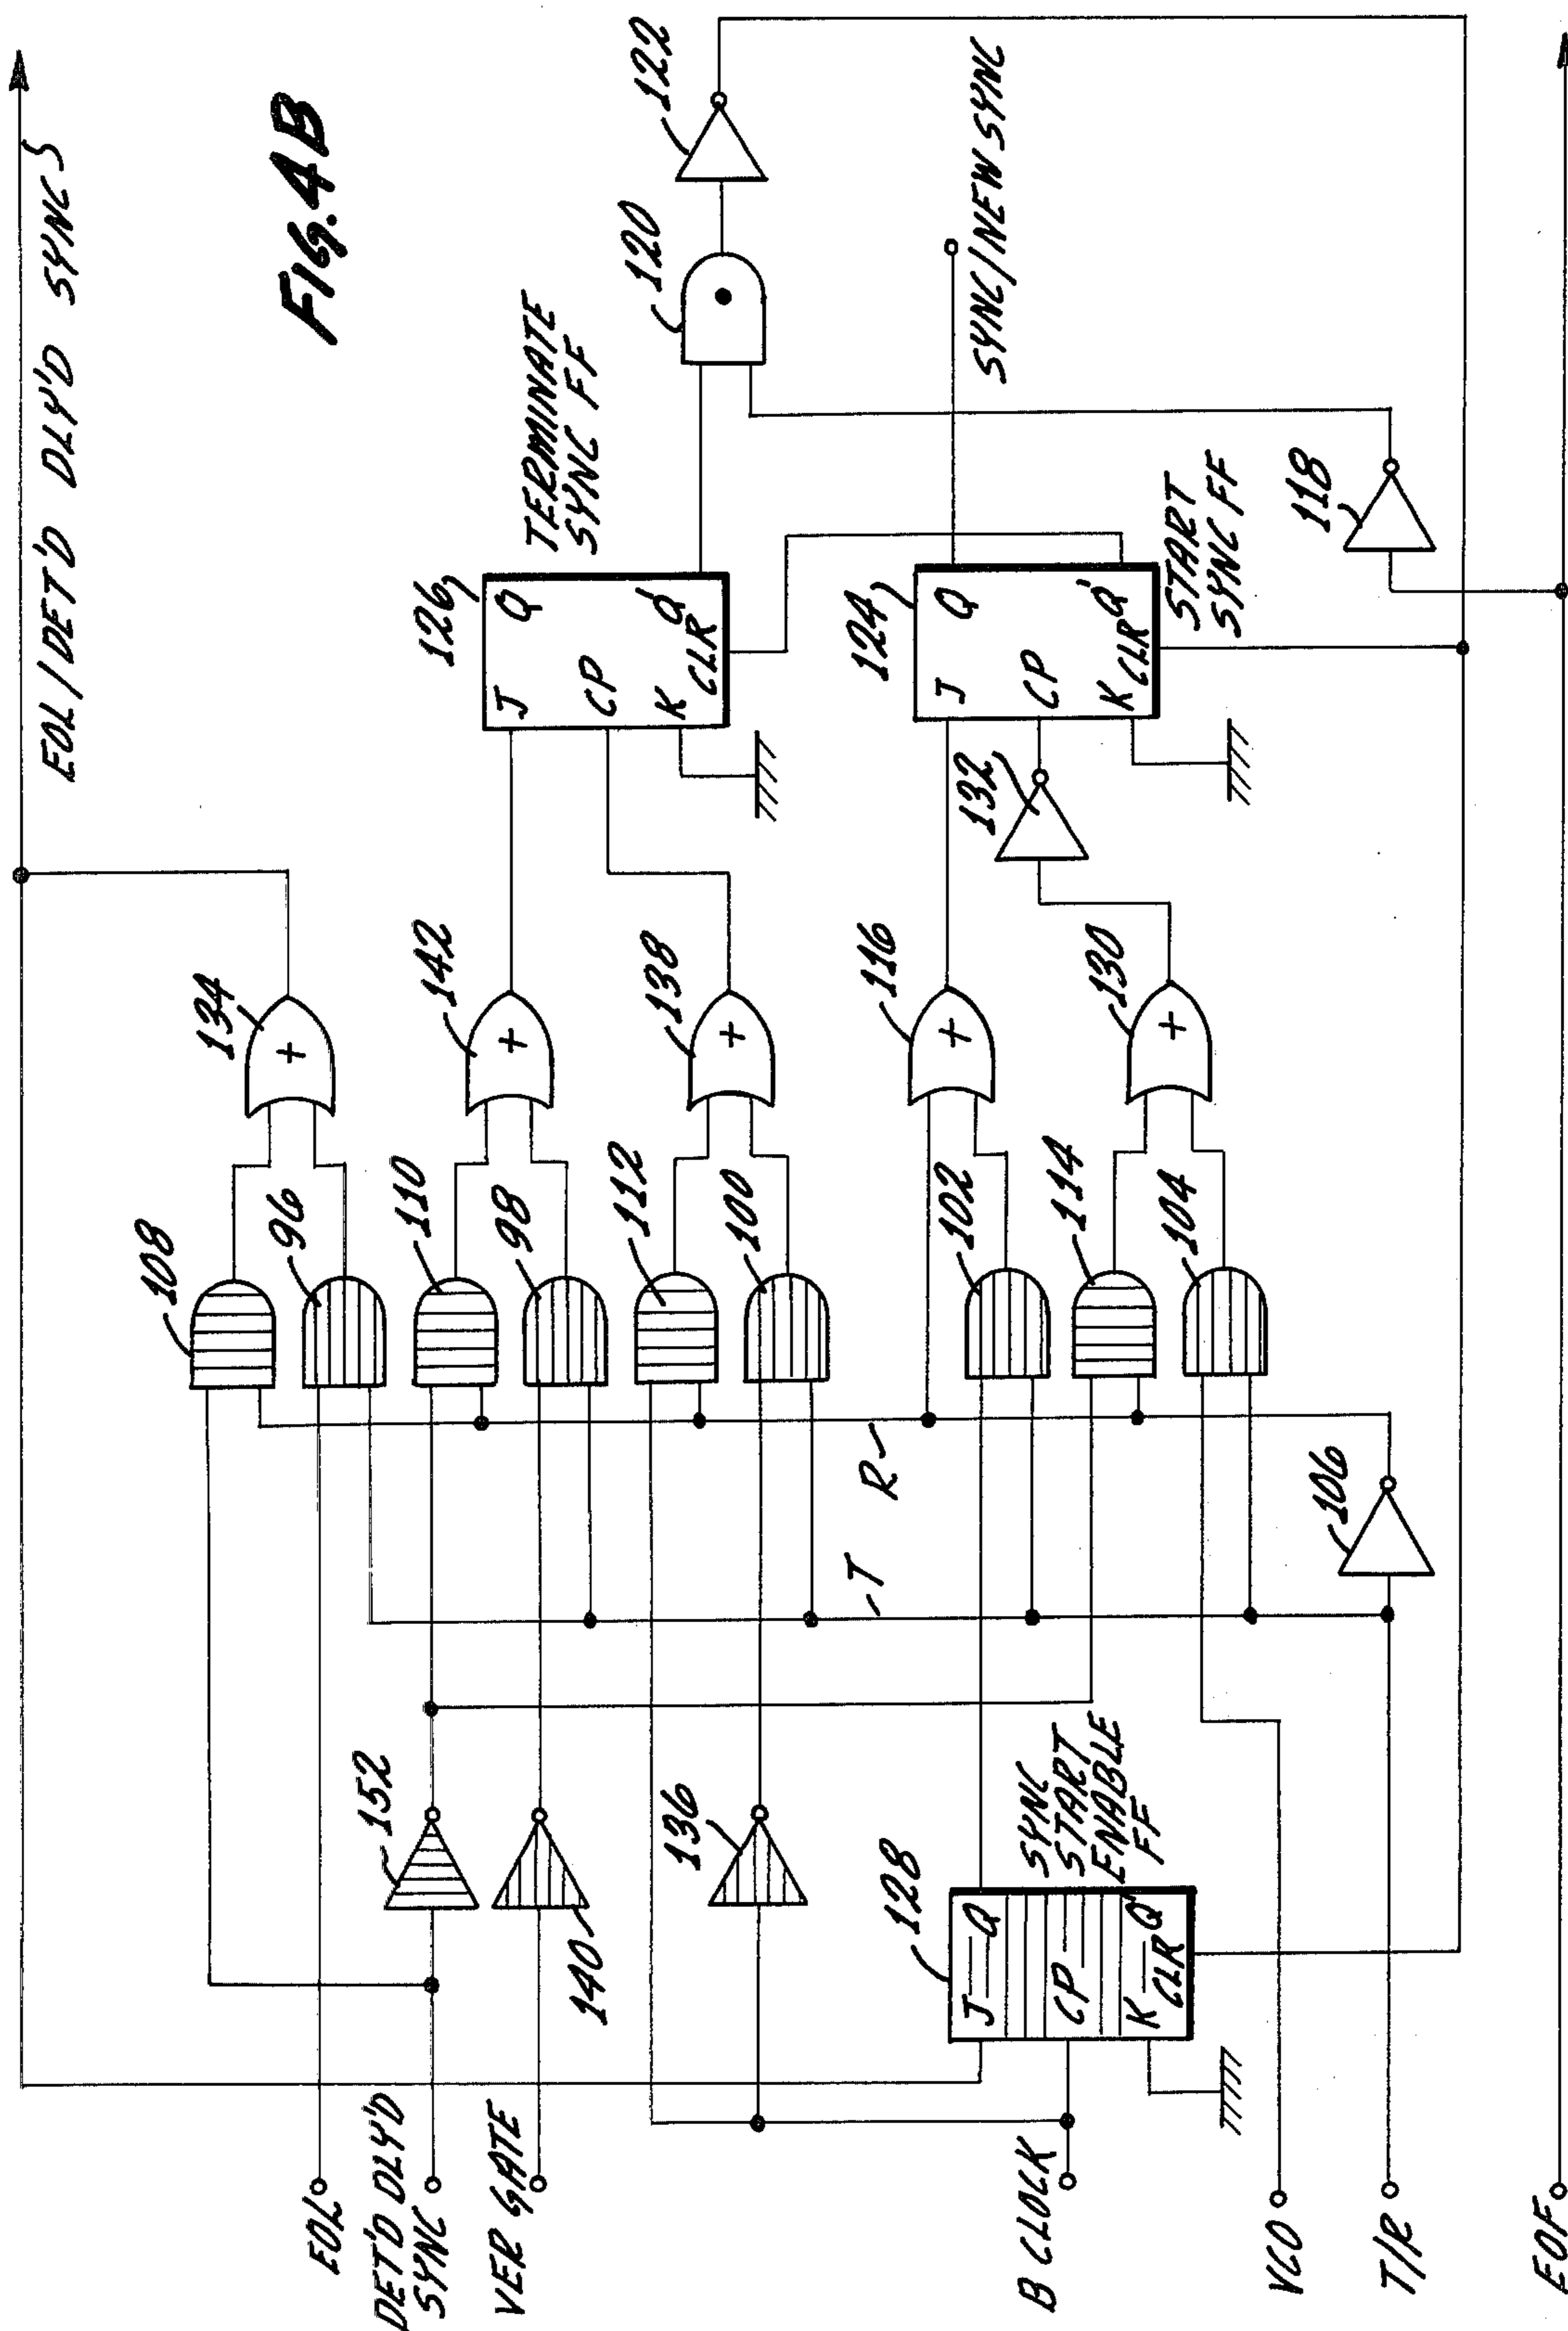 EOL/DET'D DLY'D SYNC
FIG. 4B
134
108
96
122
120
TERMINATE
SYNC FF
126
J Q
CP
K Q'
CLR
142
110
98
152
EOL
DET'D DLY'D
SYNC
VER GATE
140
138
112
100
136
SYNC/NEW SYNC
124
J Q
CP
K Q'
CLR
START
SYNC FF
132
116
102
130
114
104
R
T
128
J Q
CP
K Q'
CLR
SYNC
START
ENABLE
FF
B CLOCK
118
106
VCO
T/R
EOF